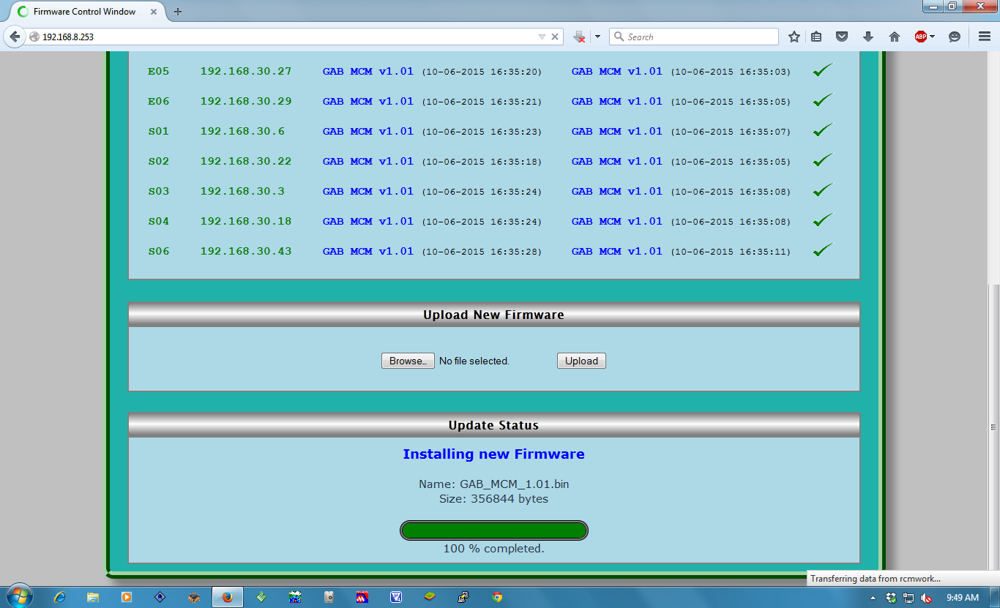 Firmware Control Window
192.168.8.253
Search
ABP
E05 192.168.30.27 GAB MCM v1.01 (10-06-2015 16:35:20) GAB MCM v1.01 (10-06-2015 16:35:03)
E06 192.168.30.29 GAB MCM v1.01 (10-06-2015 16:35:21) GAB MCM v1.01 (10-06-2015 16:35:05)
S01 192.168.30.6 GAB MCM v1.01 (10-06-2015 16:35:23) GAB MCM v1.01 (10-06-2015 16:35:07)
S02 192.168.30.22 GAB MCM v1.01 (10-06-2015 16:35:18) GAB MCM v1.01 (10-06-2015 16:35:05)
S03 192.168.30.3 GAB MCM v1.01 (10-06-2015 16:35:24) GAB MCM v1.01 (10-06-2015 16:35:08)
S04 192.168.30.18 GAB MCM v1.01 (10-06-2015 16:35:24) GAB MCM v1.01 (10-06-2015 16:35:08)
S06 192.168.30.43 GAB MCM v1.01 (10-06-2015 16:35:28) GAB MCM v1.01 (10-06-2015 16:35:11)
Upload New Firmware
Browse... No file selected. Upload
Update Status
Installing new Firmware
Name: GAB_MCM_1.01.bin
Size: 356844 bytes
100 % completed.
Transferring data from rcmwork...
9:49 AM